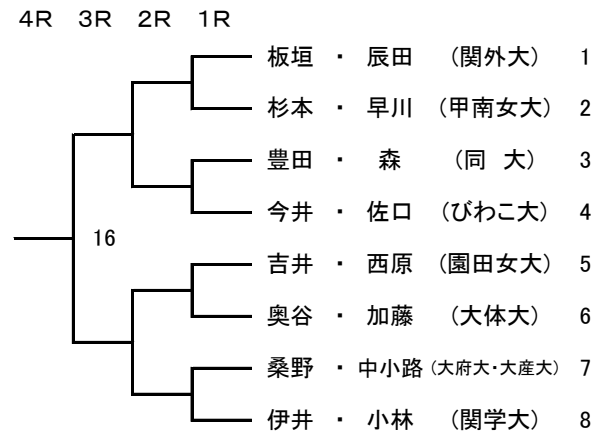 4R 3R 2R 1R
板垣 ・ 辰田 (関外大) 1
杉本 ・ 早川 (甲南女大) 2
豊田 ・ 森 (同 大) 3
今井 ・ 佐口 (びわこ大) 4
16
吉井 ・ 西原 (園田女大) 5
奥谷 ・ 加藤 (大体大) 6
桑野 ・ 中小路 (大府大・大産大) 7
伊井 ・ 小林 (関学大) 8